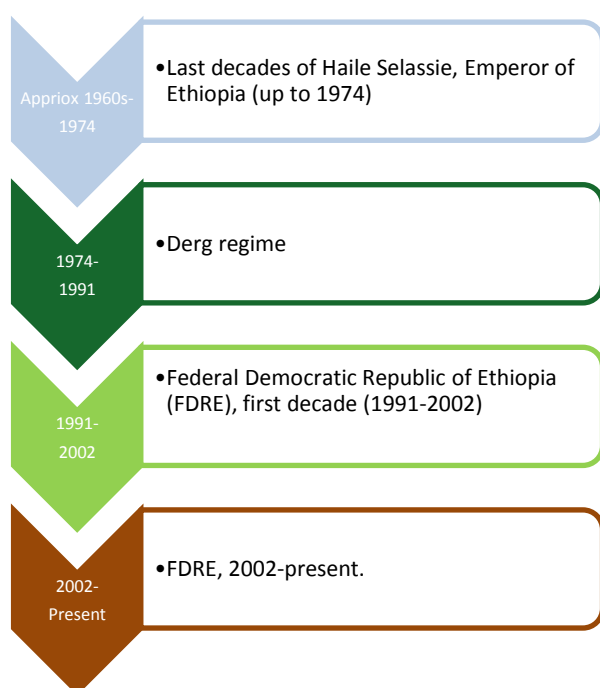 Appriox 1960s-
1974
•Last decades of Haile Selassie, Emperor of
Ethiopia (up to 1974)
1974-
1991
•Derg regime
1991-
2002
•Federal Democratic Republic of Ethiopia
(FDRE), first decade (1991-2002)
2002-
Present
•FDRE, 2002-present.